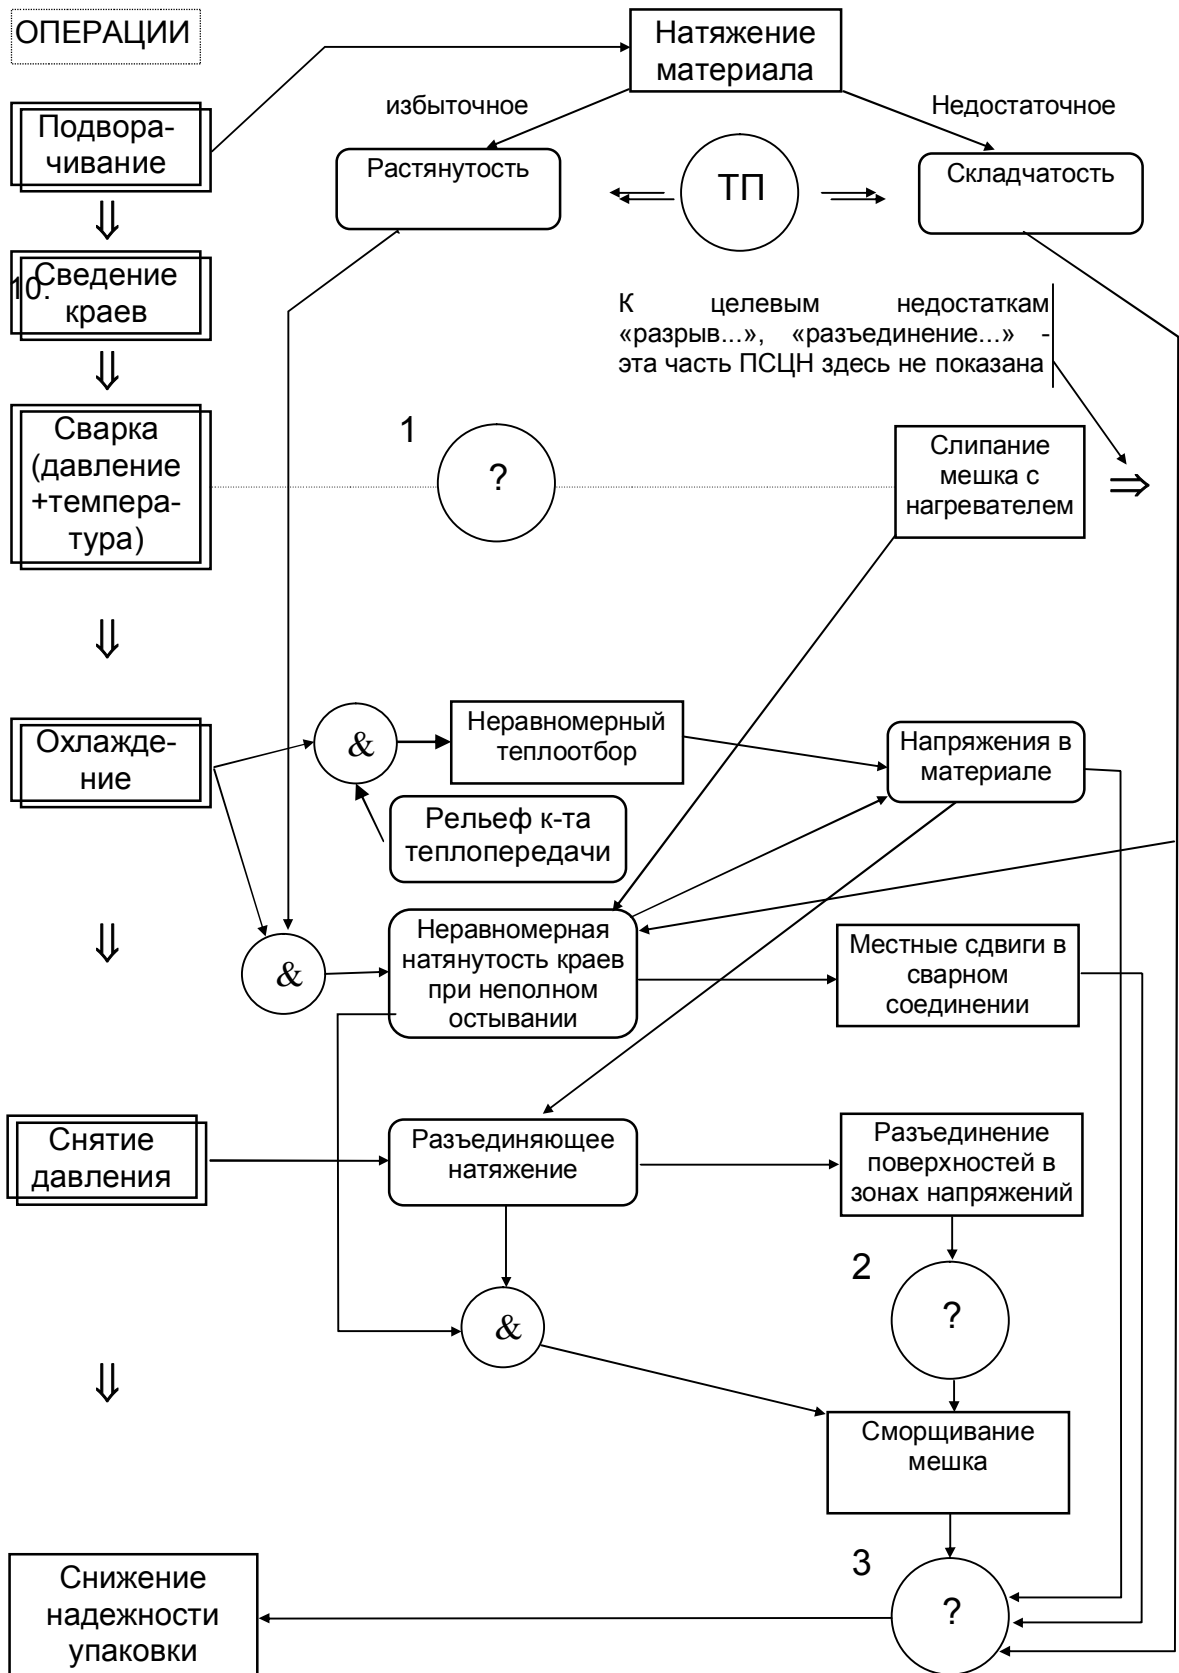 ОПЕРАЦИИ
Натяжение
материала
избыточное
Недостаточное
Подвора-
чивание
Растянутость
ТП
Складчатость
10.
Сведение
краев
К целевым недостаткам
«разрыв...», «разъединение...» -
эта часть ПСЦН здесь не показана
Сварка
(давление
+темпера-
тура)
1
?
Слипание
мешка с
нагревателем
Охлажде-
ние
&
Неравномерный
теплоотбор
Напряжения в
материале
Рельеф к-та
теплопередачи
&
Неравномерная
натянутость краев
при неполном
остывании
Местные сдвиги в
сварном
соединении
Снятие
давления
Разъединяющее
натяжение
Разъединение
поверхностей в
зонах напряжений
2
?
&
Сморщивание
мешка
3
?
Снижение
надежности
упаковки